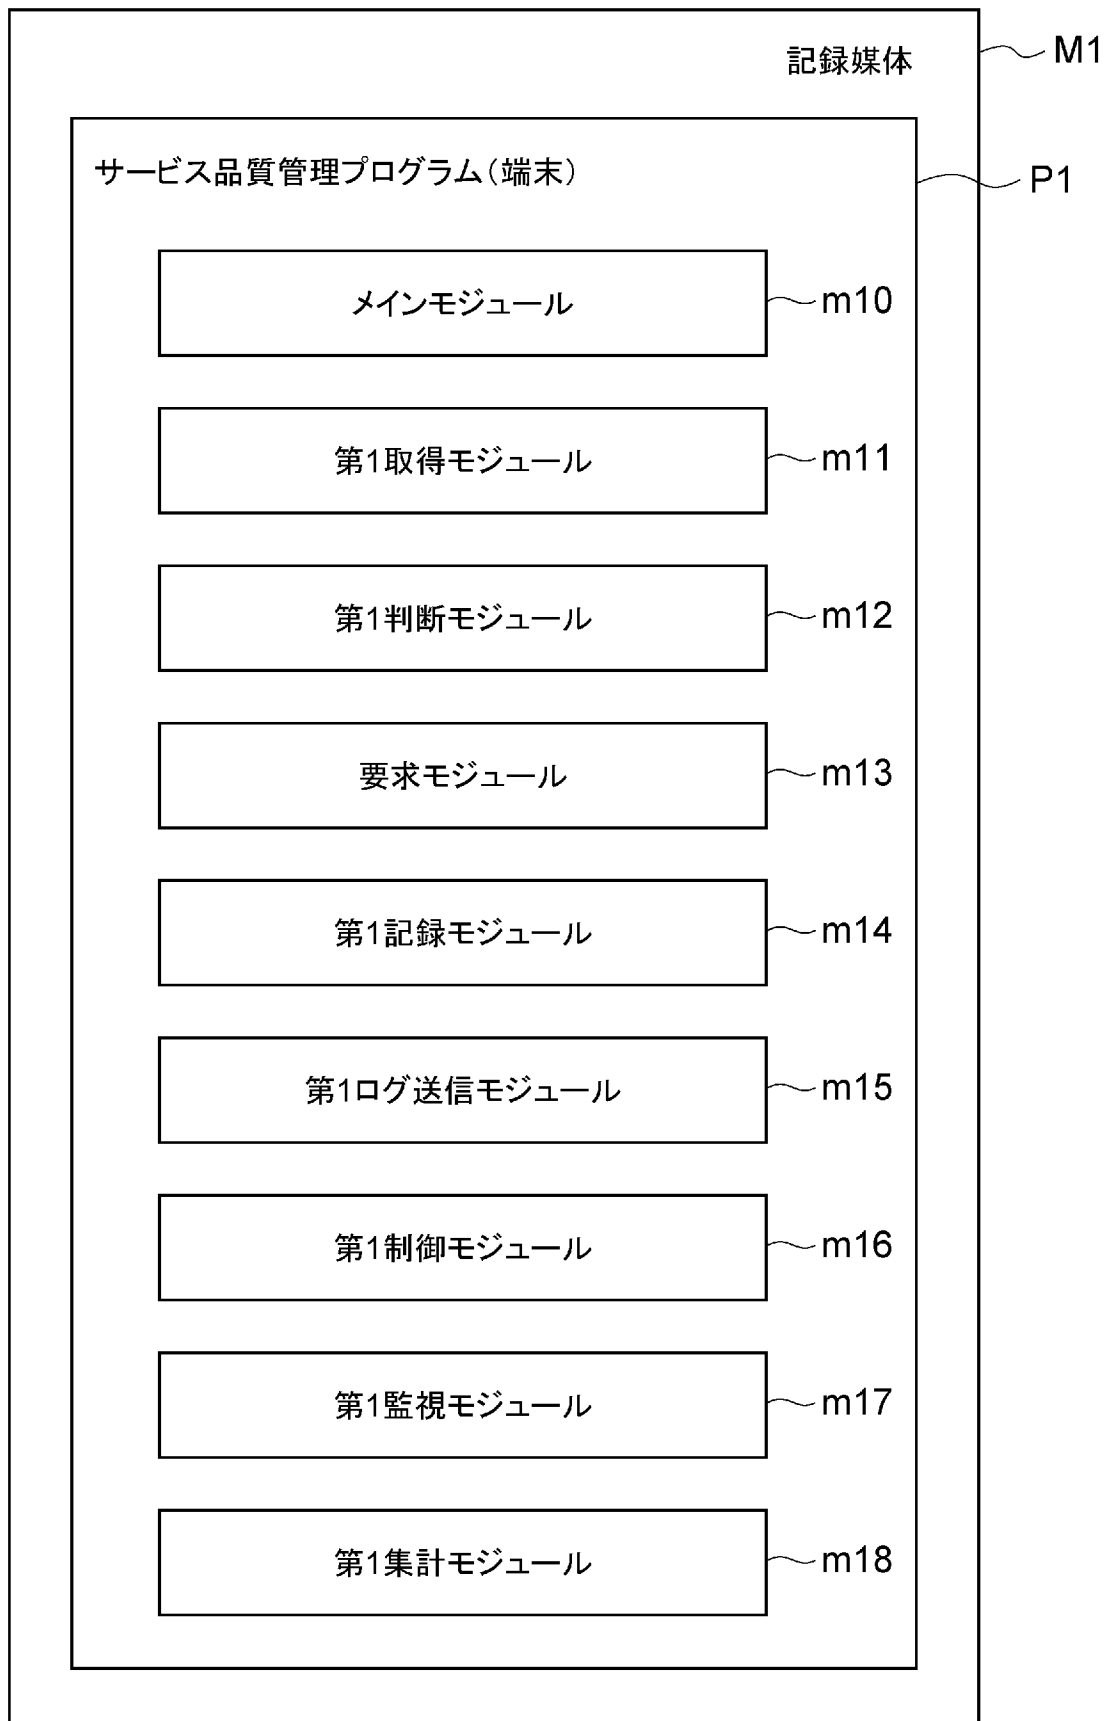 記録媒体
M1
サービス品質管理プログラム(端末)
P1
メインモジュール
m10
第1取得モジュール
m11
第1判断モジュール
m12
要求モジュール
m13
第1記録モジュール
m14
第1ログ送信モジュール
m15
第1制御モジュール
m16
第1監視モジュール
m17
第1集計モジュール
m18